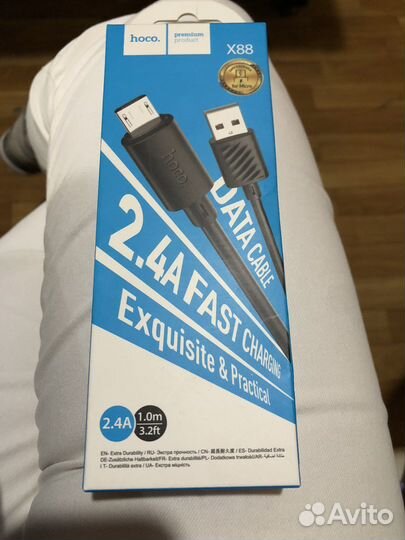 hoco. premium product
X88
for Micro
hoco.
DATA CABLE
2.4A FAST CHARGING
Exquisite & Practical
2.4A 1.0m 3.2ft
EN- Extra Durability / RU- Экстра прочность / CN- 超長耐久度 / ES- Durabilidad Extra
DE-Zusätzliche Haltbarkeit/FR- Extra durabilité/PL- Dodatkowa trwałość/AR- متانة إضافية
IT- Durabilità extra / UA- Екстра міцність
Avito